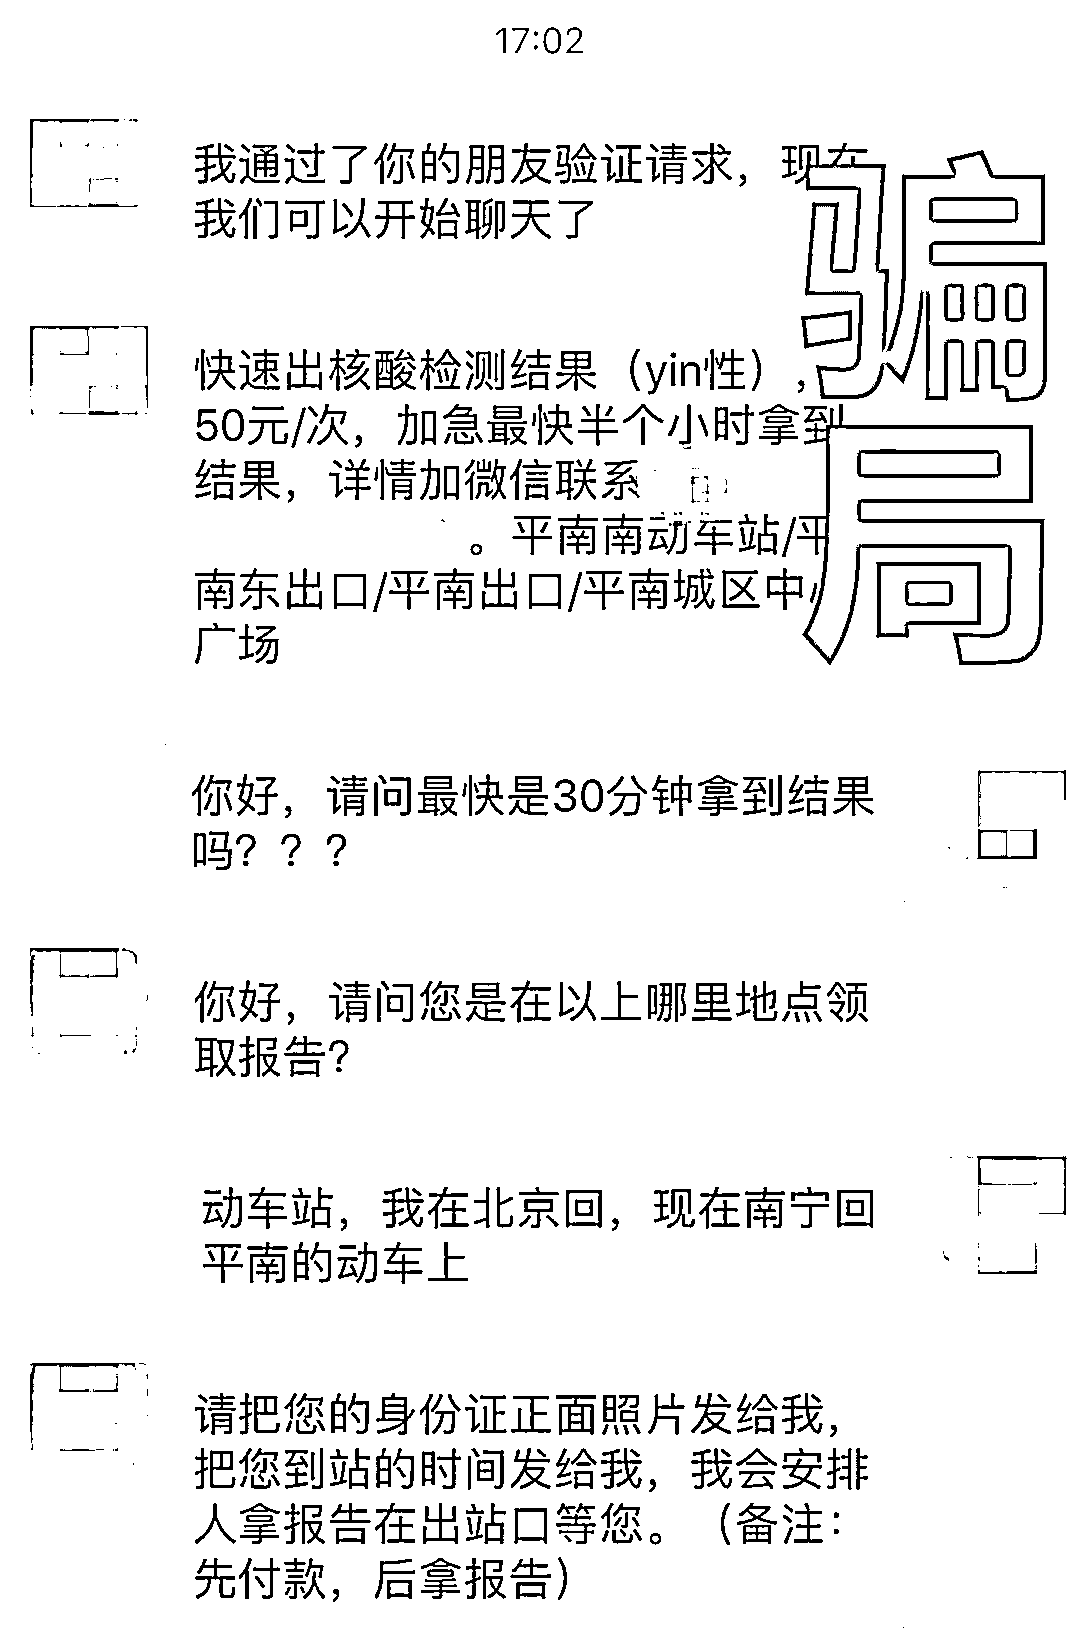 17:02
我通过了你的朋友验证请求，现在
我们可以开始聊天了
骗局
快速出核酸检测结果（yin性），
50元/次，加急最快半个小时拿到
结果，详情加微信联系
。平南南动车站/平
南东出口/平南出口/平南城区中心
广场
你好，请问最快是30分钟拿到结果
吗？？？
你好，请问您是在以上哪里地点领
取报告？
动车站，我在北京回，现在南宁回
平南的动车上
请把您的身份证正面照片发给我，
把您到站的时间发给我，我会安排
人拿报告在出站口等您。（备注：
先付款，后拿报告）